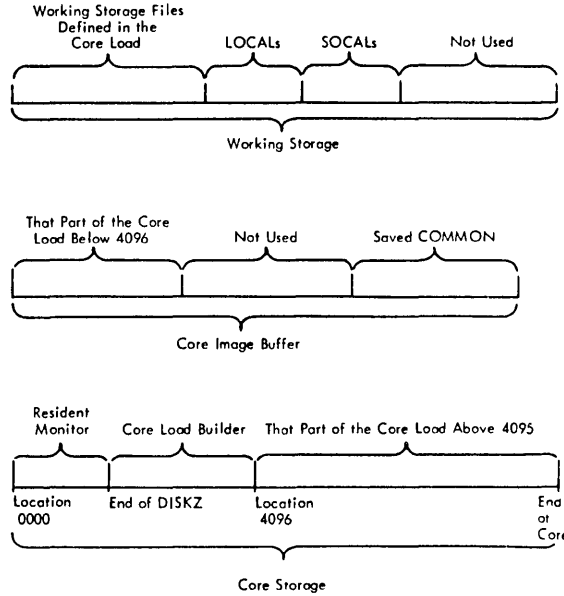 Working Storage Files
Defined in the
Core Load
LOCALs
SOCALs
Not Used
Working Storage
That Part of the Core
Load Below 4096
Not Used
Saved COMMON
Core Image Buffer
Resident
Monitor
Core Load Builder
That Part of the Core Load Above 4095
Location
0000
End of DISKZ
Location
4096
End
of
Core
Core Storage